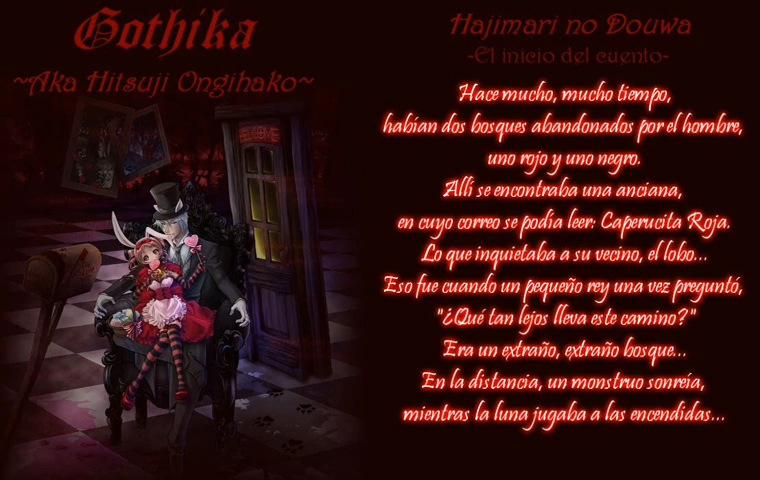 Gothika
~Aka Hitsuji Ongihako~
WELCOME
Hajimari no Douwa
-El inicio del cuento-
Hace mucho, mucho tiempo,
habían dos bosques abandonados por el hombre,
uno rojo y uno negro.
Allí se encontraba una anciana,
en cuyo correo se podía leer: Caperucita Roja.
Lo que inquietaba a su vecino, el lobo...
Eso fue cuando un pequeño rey una vez preguntó,
"¿Qué tan lejos lleva este camino?"
Era un extraño, extraño bosque...
En la distancia, un monstruo sonreía,
mientras la luna jugaba a las encendidas...